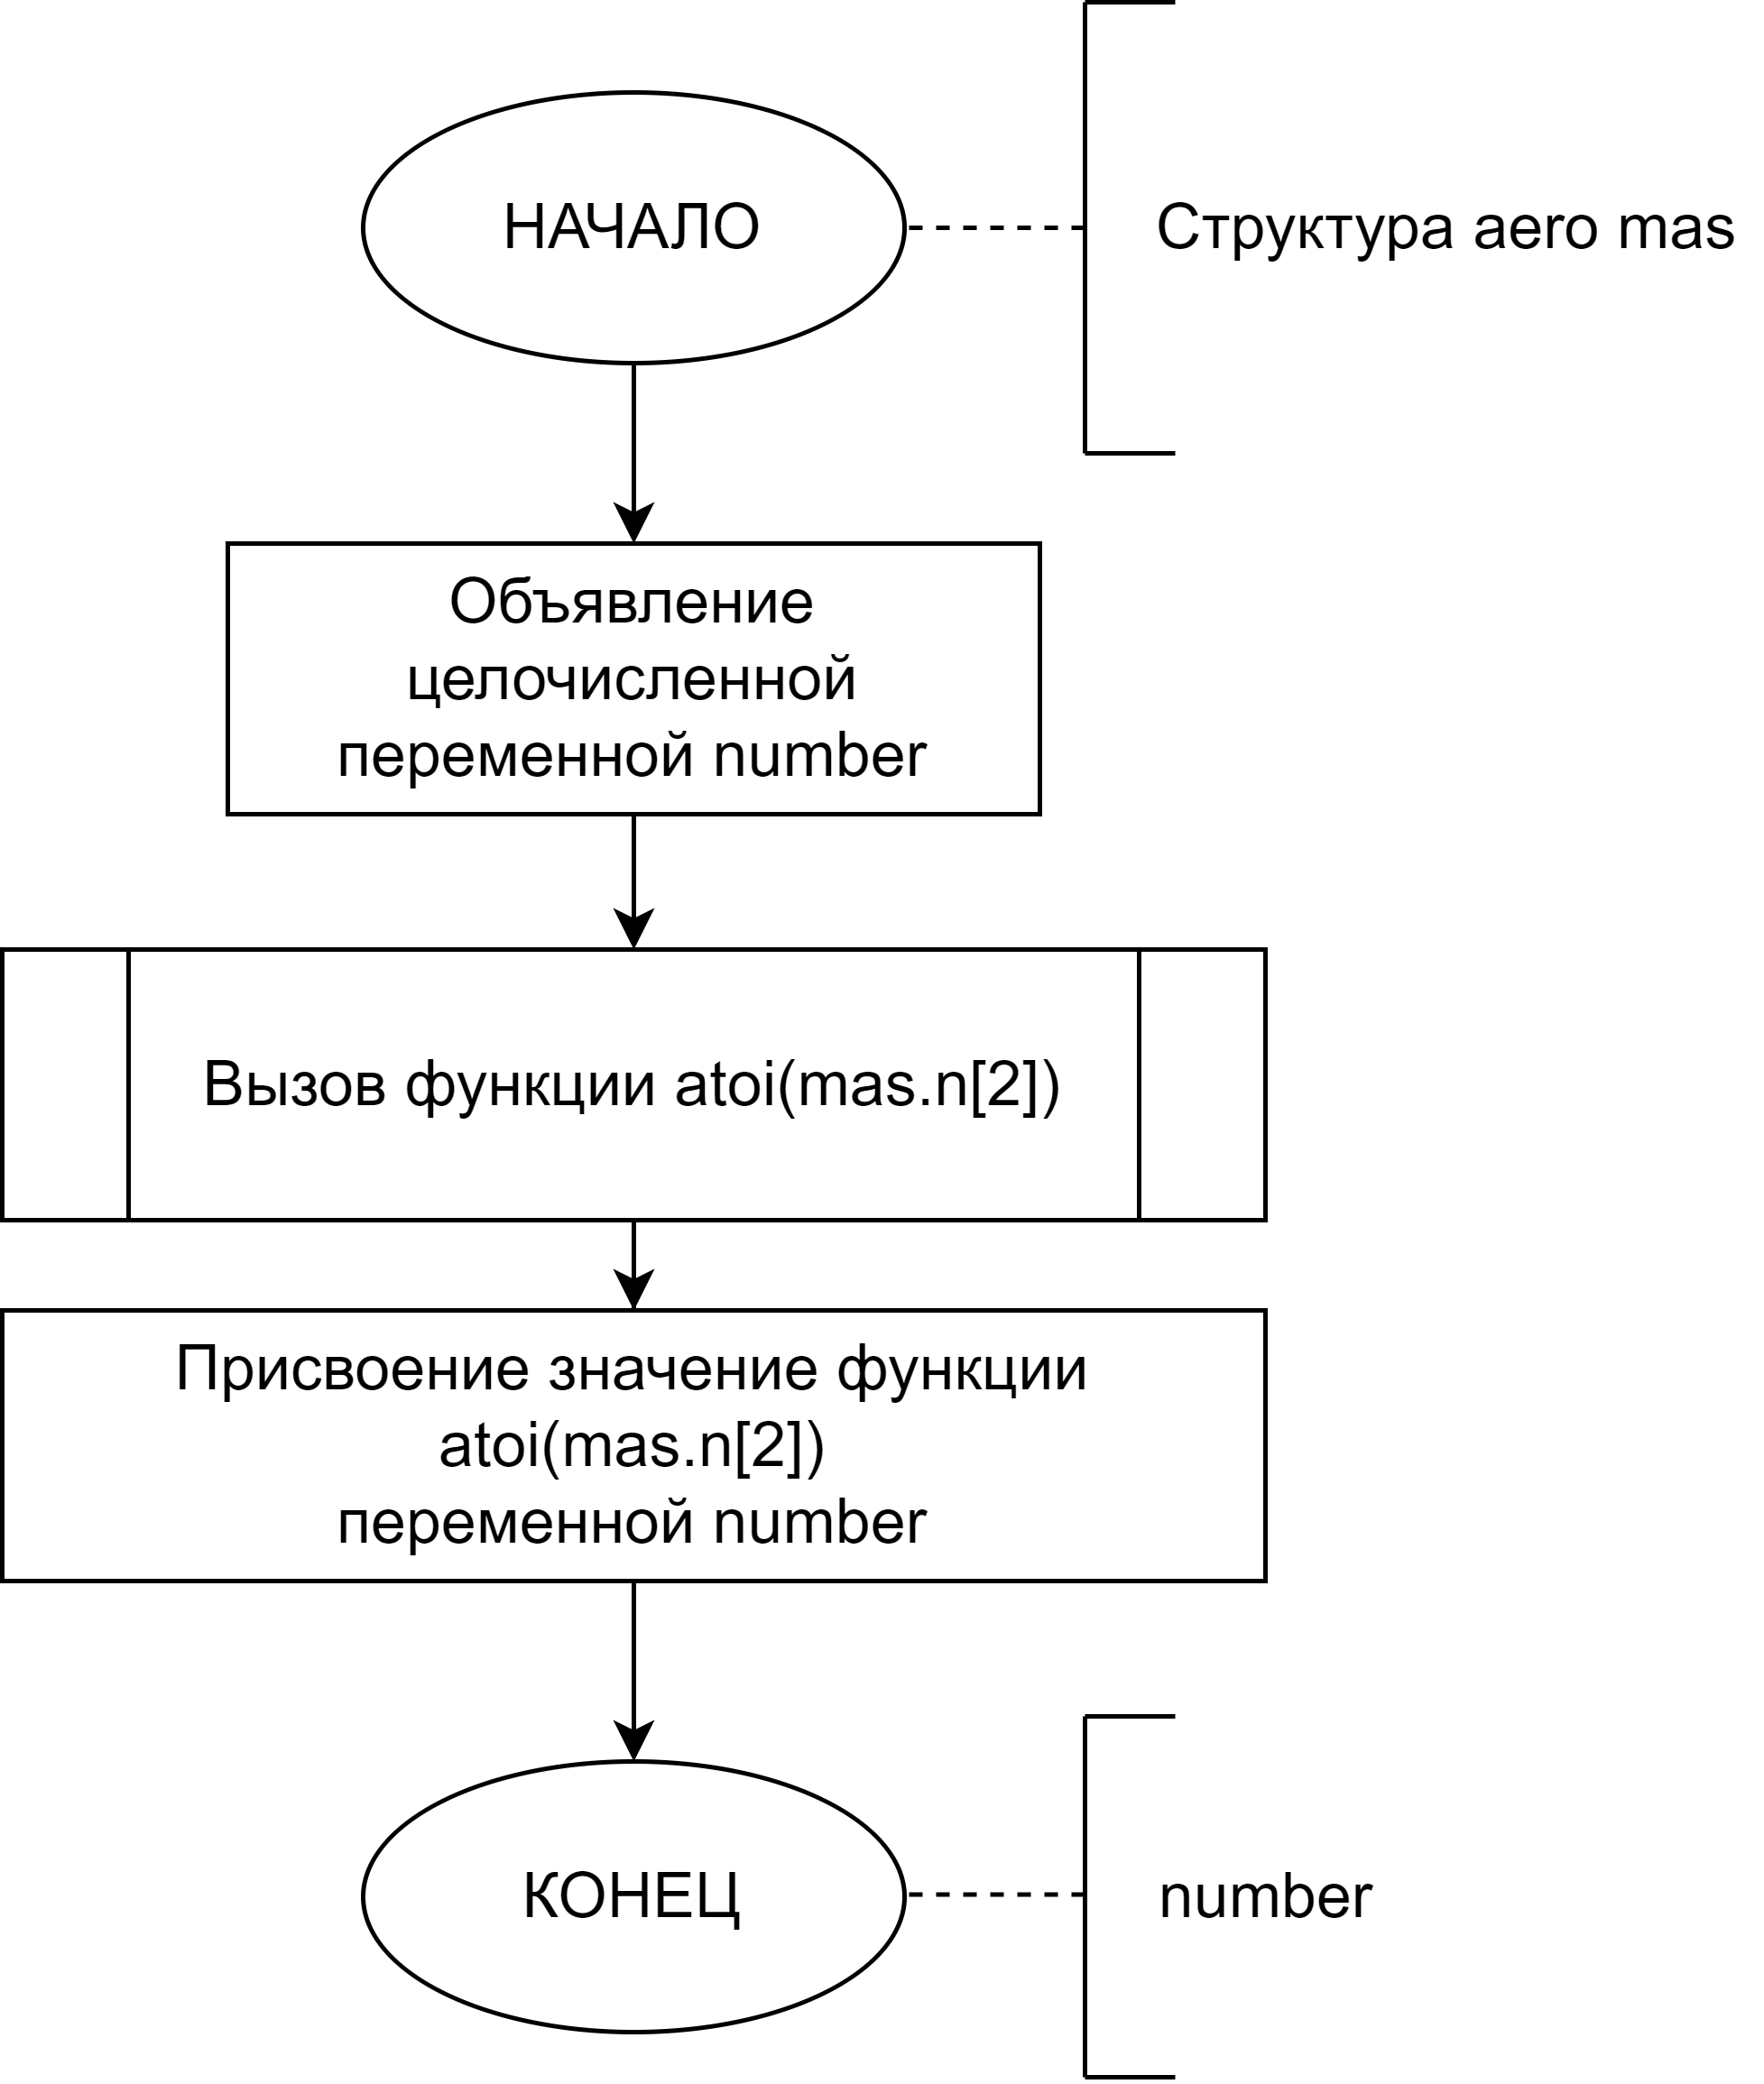 НАЧАЛО
Структура aero mas
Объявление
целочисленной
переменной number
Вызов функции atoi(mas.n[2])
Присвоение значение функции
atoi(mas.n[2])
переменной number
КОНЕЦ
number